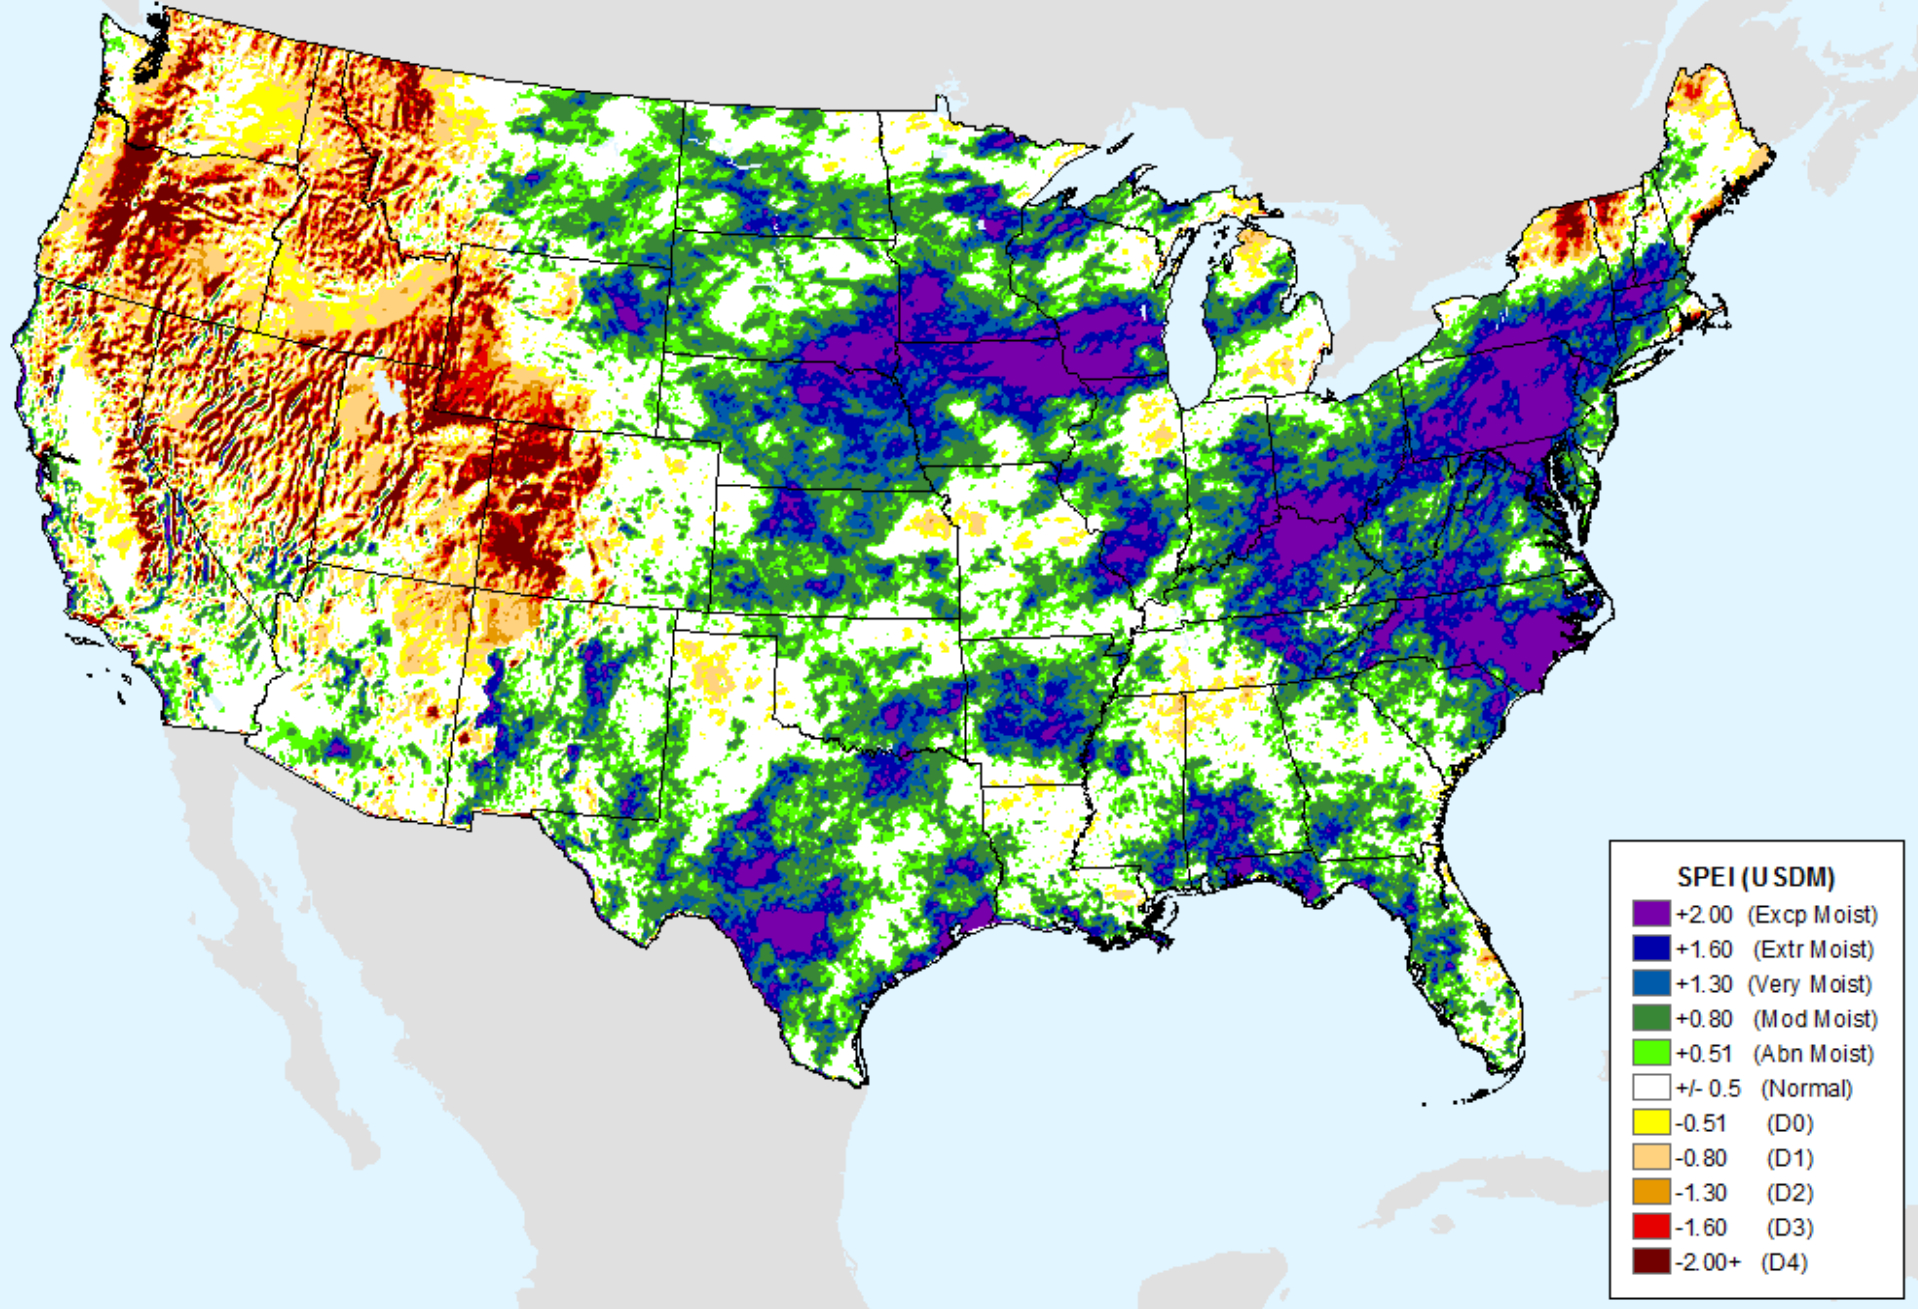 SPEI (USDM)
+2.00 (Excp Moist)
+1.60 (Extr Moist)
+1.30 (Very Moist)
+0.80 (Mod Moist)
+0.51 (Abn Moist)
+/- 0.5 (Normal)
-0.51 (D0)
-0.80 (D1)
-1.30 (D2)
-1.60 (D3)
-2.00+ (D4)